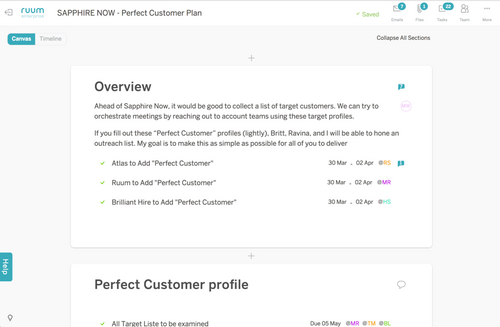 ruum
SAPPHIRE NOW - Perfect Customer Plan
Saved
7
1
22
Emails
Files
Tasks
Team
More
Canvas
Timeline
Collapse All Sections
Overview
Ahead of Sapphire Now, it would be good to collect a list of target customers. We can try to
orchestrate meetings by reaching out to account teams using these target profiles.
If you fill out these "Perfect Customer" profiles (lightly), Britt, Ravina, and I will be able to hone an
outreach list. My goal is to make this as simple as possible for all of you to deliver
Atlas to Add "Perfect Customer" 30 Mar - 02 Apr @RS
Ruum to Add "Perfect Customer" 30 Mar - 02 Apr @MR
Brilliant Hire to Add "Perfect Customer" 30 Mar - 02 Apr @HS
Help
Perfect Customer profile
All Target Liste to be examined Due 05 May @MR @TM @BL